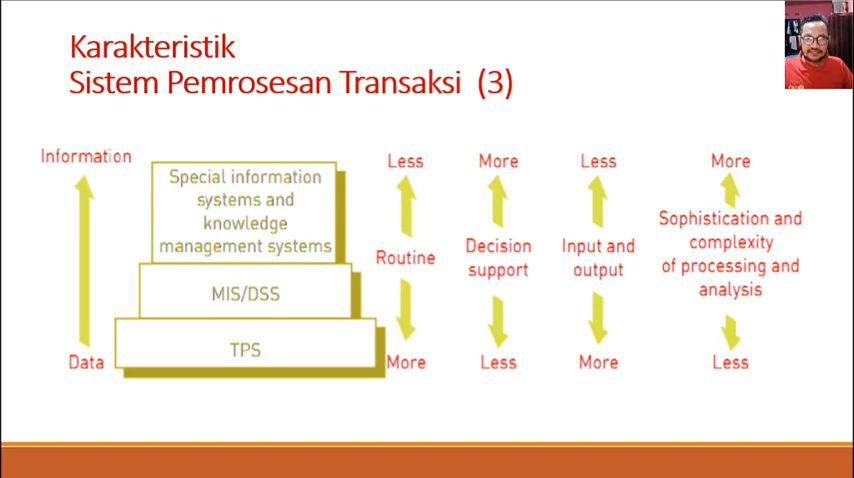 Karakteristik
Sistem Pemrosesan Transaksi (3)
Information
Data
Special information
systems and
knowledge
management systems
MIS/DSS
TPS
Less
Routine
More
More
Decision
support
Less
Less
Input and
output
More
More
Sophistication and
complexity
of processing and
analysis
Less